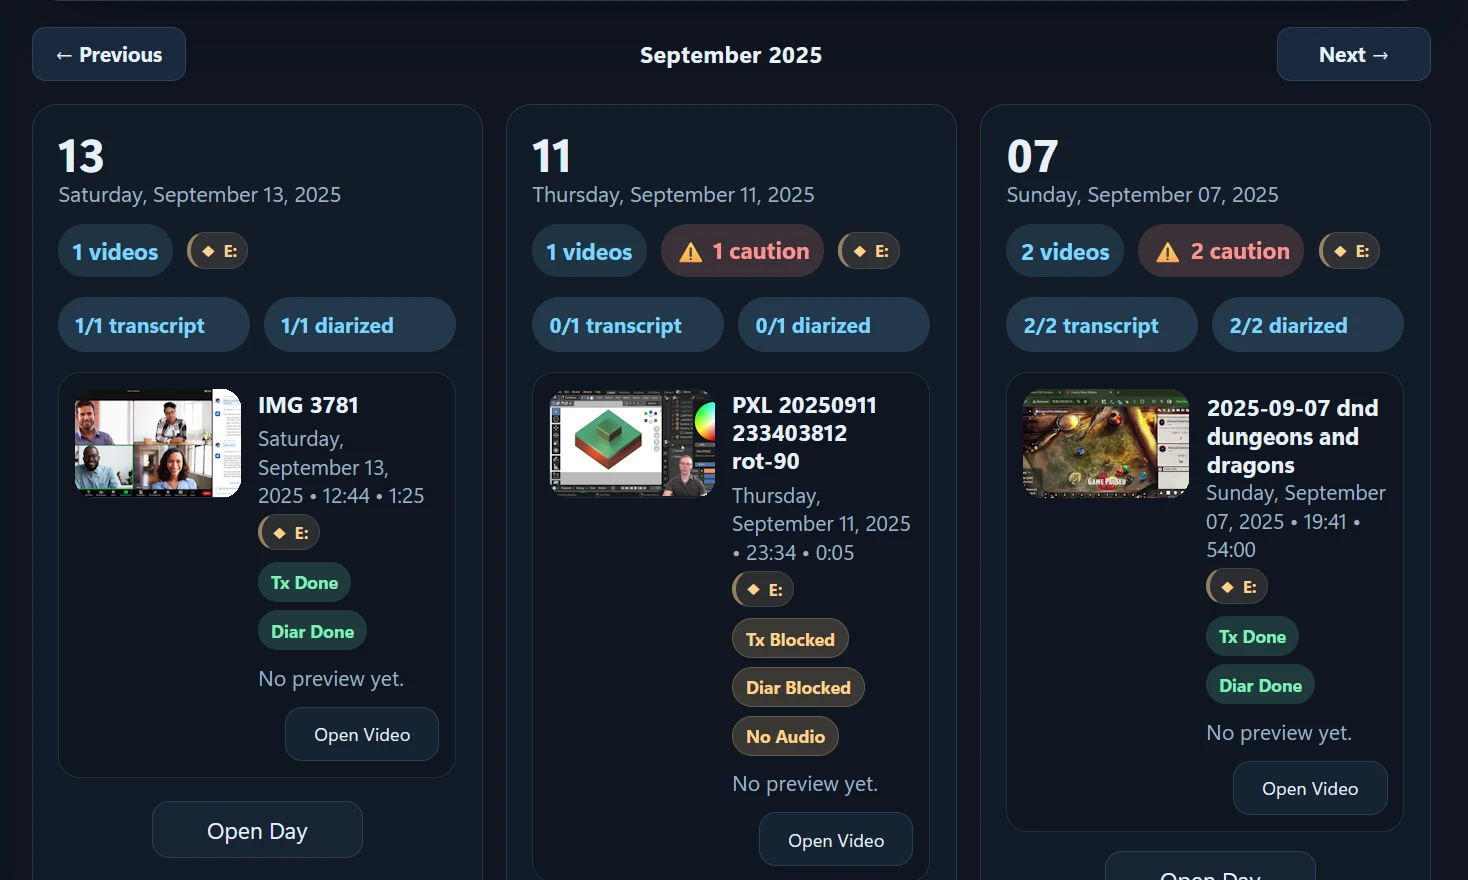 ← Previous
September 2025
Next →
13
Saturday, September 13, 2025
1 videos
◆ E:
1/1 transcript
1/1 diarized
IMG 3781
Saturday,
September 13,
2025 • 12:44 • 1:25
◆ E:
Tx Done
Diar Done
No preview yet.
Open Video
Open Day
11
Thursday, September 11, 2025
1 videos
⚠ 1 caution
◆ E:
0/1 transcript
0/1 diarized
PXL 20250911
233403812
rot-90
Thursday,
September 11, 2025
• 23:34 • 0:05
◆ E:
Tx Blocked
Diar Blocked
No Audio
No preview yet.
Open Video
07
Sunday, September 07, 2025
2 videos
⚠ 2 caution
◆ E:
2/2 transcript
2/2 diarized
GAME PAUSED
2025-09-07 dnd
dungeons and
dragons
Sunday, September
07, 2025 • 19:41 •
54:00
◆ E:
Tx Done
Diar Done
No preview yet.
Open Video
Open Day